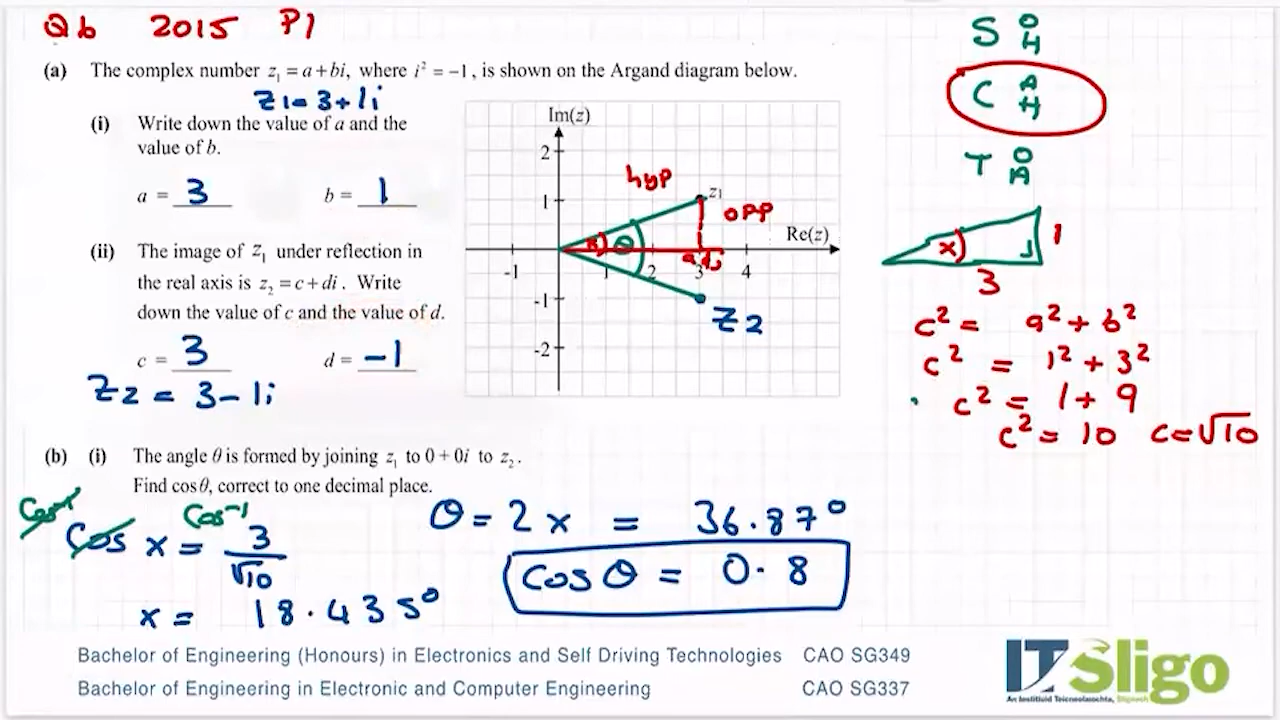 Q6 2015 P1
(a) The complex number z₁ = a + bi, where i² = −1, is shown on the Argand diagram below.
z1 = 3 + 1i
(i) Write down the value of a and the
value of b.
a = 3 b = 1
(ii) The image of z₁ under reflection in
the real axis is z₂ = c + di. Write
down the value of c and the value of d.
c = 3 d = −1
z2 = 3 − 1i
Im(z)
2
1
hyp
z₁
opp
Re(z)
x θ adj
-1 1 2 3 4
-1
z2
-2
S O/H
C A/H
T O/A
x 1
3
c² = a² + b²
c² = 1² + 3²
c² = 1 + 9
c² = 10 c = √10
(b) (i) The angle θ is formed by joining z₁ to 0 + 0i to z₂.
Find cos θ, correct to one decimal place.
Cos⁻¹ Cos⁻¹
Cos x = 3/√10
x = 18.435°
θ = 2x = 36.87°
Cos θ = 0.8
Bachelor of Engineering (Honours) in Electronics and Self Driving Technologies CAO SG349
Bachelor of Engineering in Electronic and Computer Engineering CAO SG337
IT Sligo
An Institiúid Teicneolaíochta, Sligeach